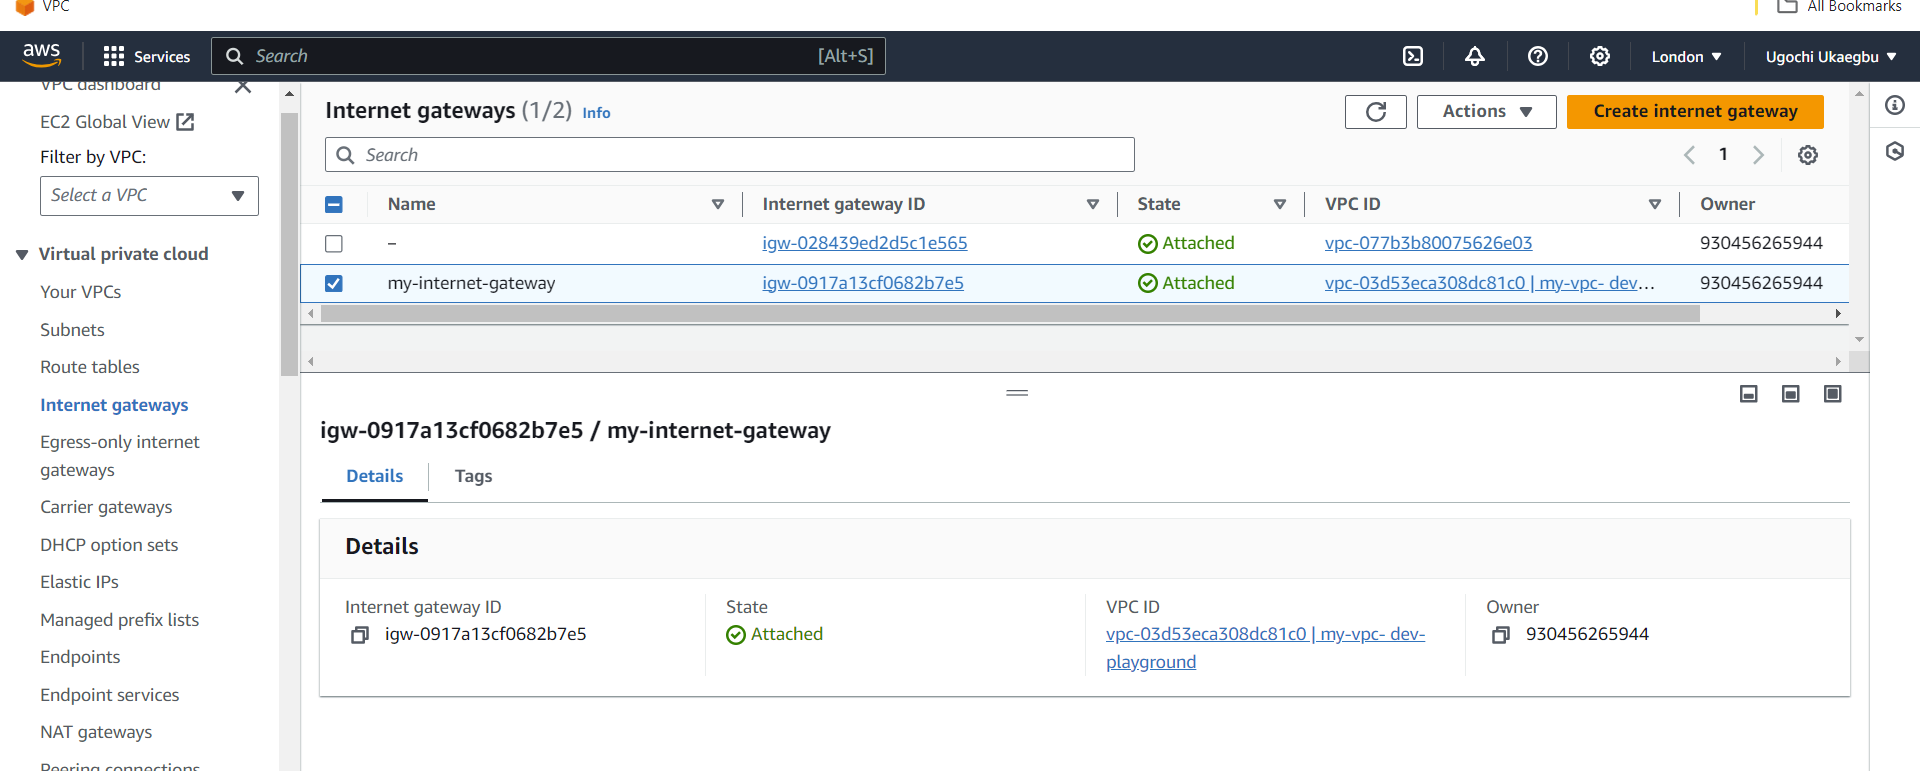 VPC
All Bookmarks
aws
Services
Search
[Alt+S]
London
Ugochi Ukaegbu
VPC dashboard
EC2 Global View
Filter by VPC:
Select a VPC
Virtual private cloud
Your VPCs
Subnets
Route tables
Internet gateways
Egress-only internet
gateways
Carrier gateways
DHCP option sets
Elastic IPs
Managed prefix lists
Endpoints
Endpoint services
NAT gateways
Peering connections
Internet gateways (1/2) Info
Actions
Create internet gateway
Search
1
Name Internet gateway ID State VPC ID Owner
– igw-028439ed2d5c1e565 Attached vpc-077b3b80075626e03 930456265944
my-internet-gateway igw-0917a13cf0682b7e5 Attached vpc-03d53eca308dc81c0 | my-vpc- dev... 930456265944
igw-0917a13cf0682b7e5 / my-internet-gateway
Details Tags
Details
Internet gateway ID
igw-0917a13cf0682b7e5
State
Attached
VPC ID
vpc-03d53eca308dc81c0 | my-vpc- dev-
playground
Owner
930456265944